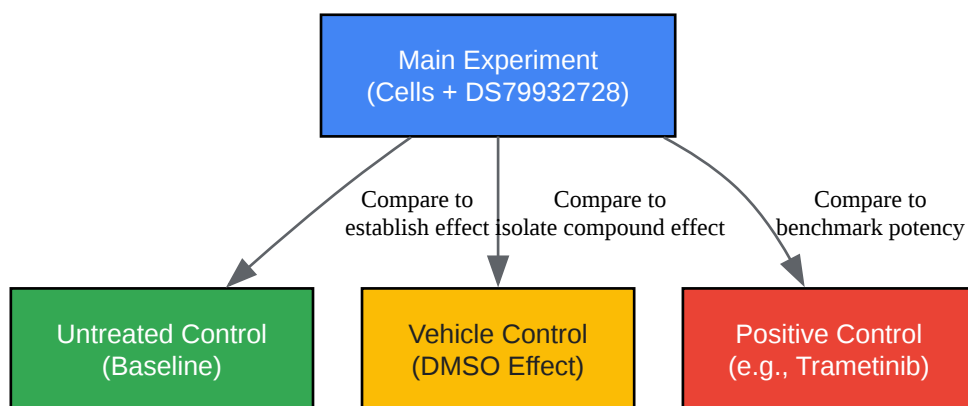 Main Experiment
(Cells + DS79932728)
Compare to
establish effect
Compare to
isolate compound effect
Compare to
benchmark potency
Untreated Control
(Baseline)
Vehicle Control
(DMSO Effect)
Positive Control
(e.g., Trametinib)